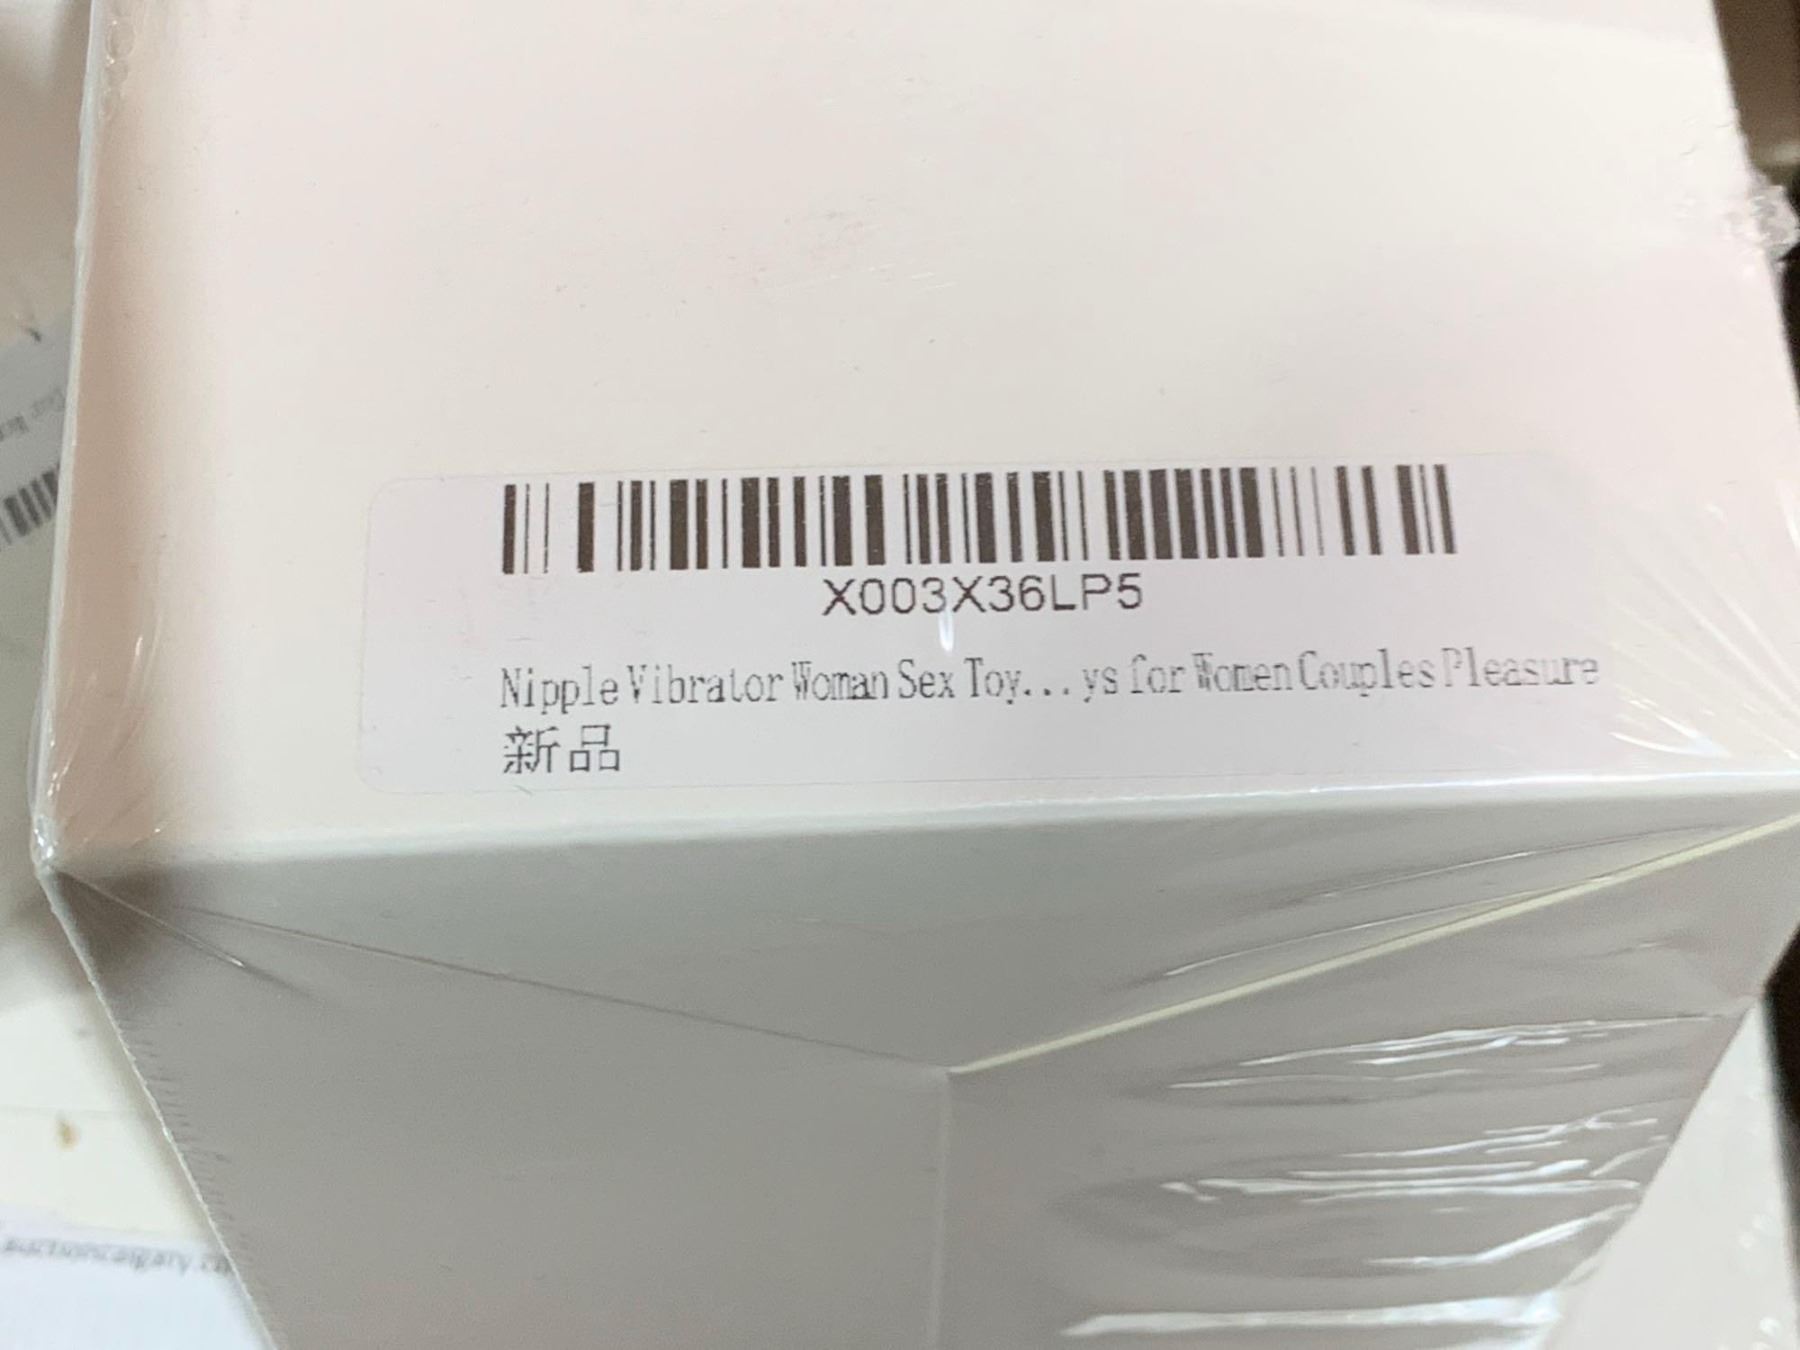 X003X36LP5
Nipple Vibrator Woman Sex Toy...ys for Women Couples Pleasure
新品